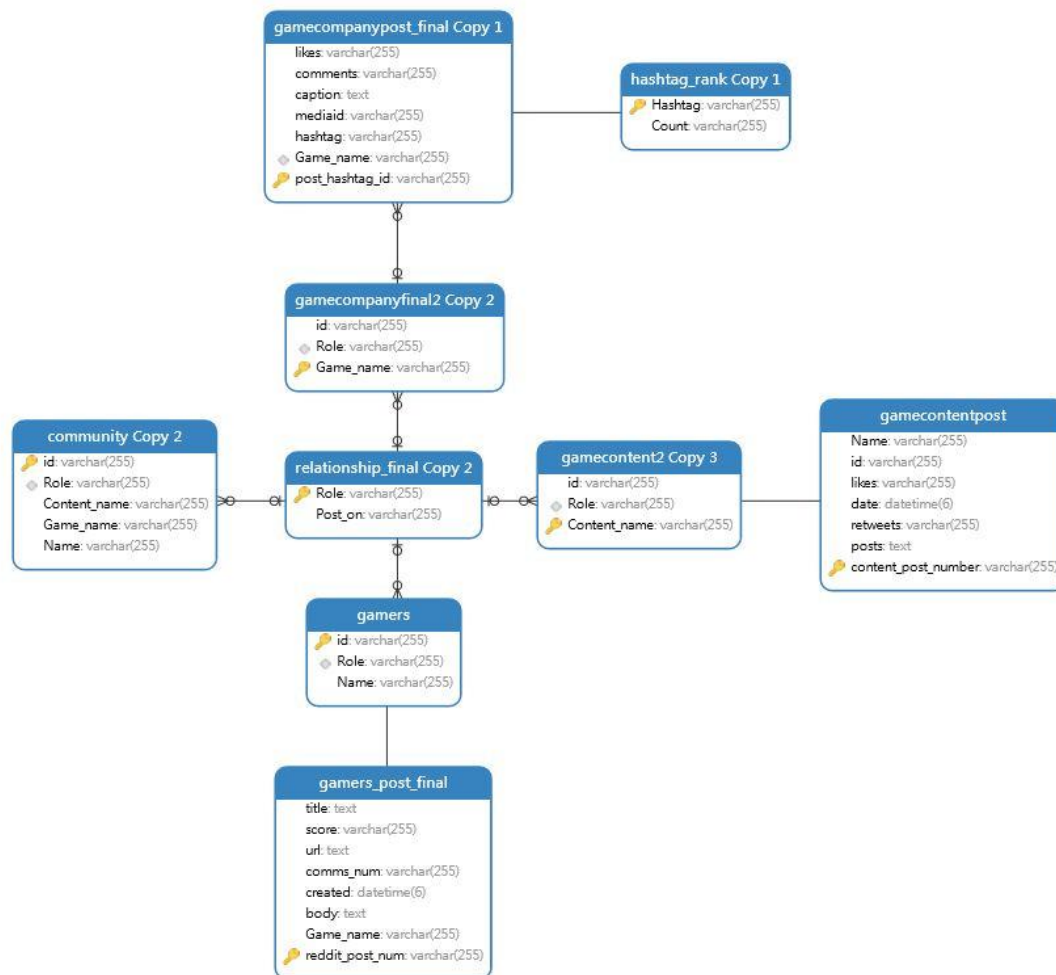 gamecompanypost_final Copy 1
likes: varchar(255)
comments: varchar(255)
caption: text
mediaid: varchar(255)
hashtag: varchar(255)
Game_name: varchar(255)
post_hashtag_id: varchar(255)
hashtag_rank Copy 1
Hashtag: varchar(255)
Count: varchar(255)
gamecompanyfinal2 Copy 2
id: varchar(255)
Role: varchar(255)
Game_name: varchar(255)
community Copy 2
id: varchar(255)
Role: varchar(255)
Content_name: varchar(255)
Game_name: varchar(255)
Name: varchar(255)
relationship_final Copy 2
Role: varchar(255)
Post_on: varchar(255)
gamecontent2 Copy 3
id: varchar(255)
Role: varchar(255)
Content_name: varchar(255)
gamecontentpost
Name: varchar(255)
id: varchar(255)
likes: varchar(255)
date: datetime(6)
retweets: varchar(255)
posts: text
content_post_number: varchar(255)
gamers
id: varchar(255)
Role: varchar(255)
Name: varchar(255)
gamers_post_final
title: text
score: varchar(255)
url: text
comms_num: varchar(255)
created: datetime(6)
body: text
Game_name: varchar(255)
reddit_post_num: varchar(255)